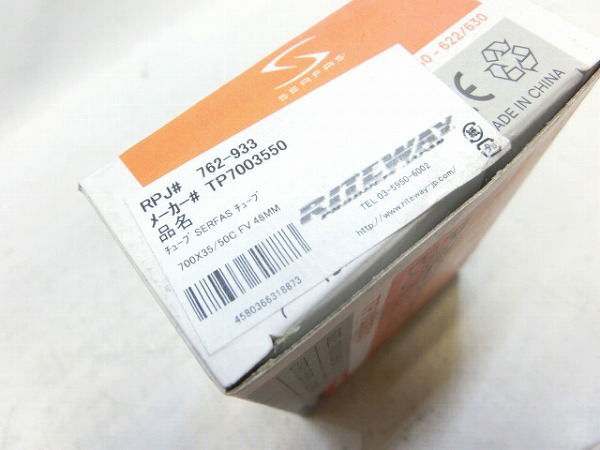 SERFAS
0 - 622/630
CE
MADE IN CHINA
RPJ# 762-933
メーカー# TP7003550
品名
チューブ SERFAS チューブ
700X35/50C FV 48MM
4580366318873
RITEWAY
TEL 03-5950-6002
http://www.riteway-jp.com/